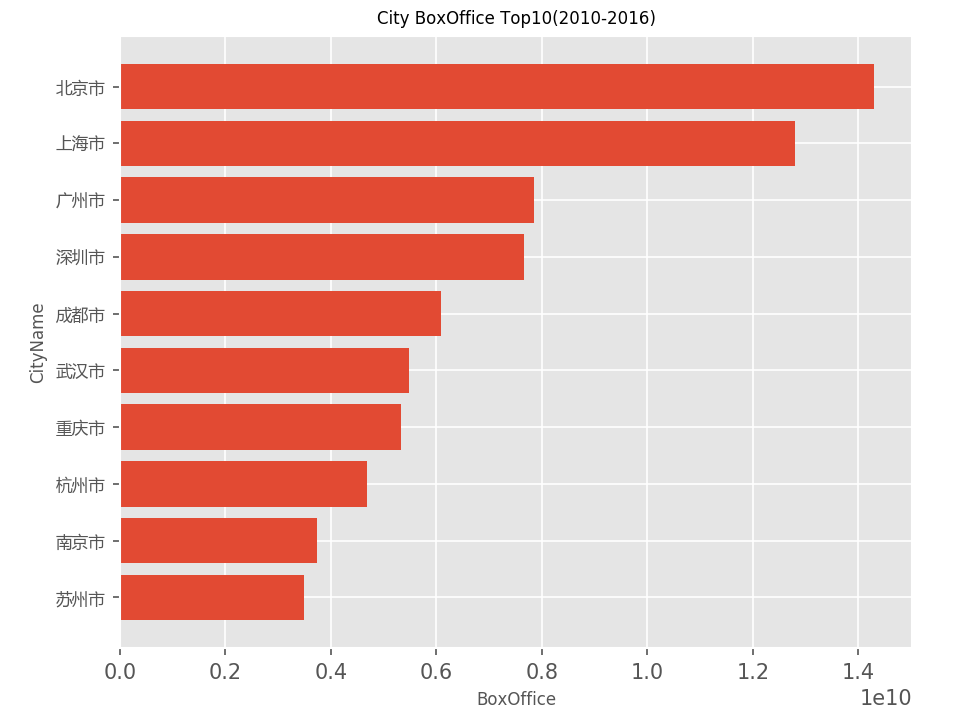 City BoxOffice Top10(2010-2016)
CityName
北京市
上海市
广州市
深圳市
成都市
武汉市
重庆市
杭州市
南京市
苏州市
0.0 0.2 0.4 0.6 0.8 1.0 1.2 1.4
1e10
BoxOffice